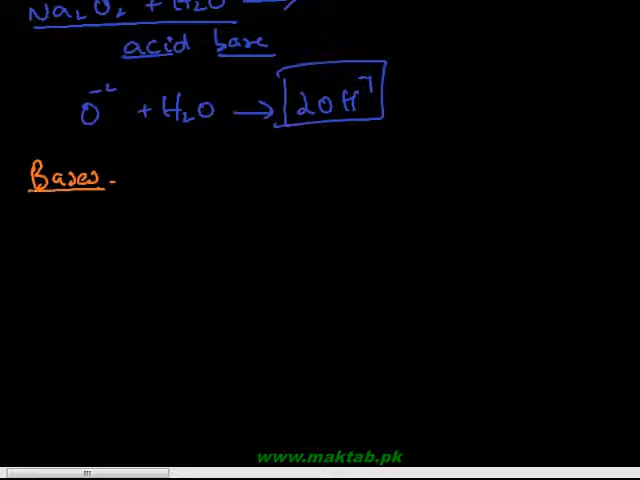 Na₂O₂ + H₂O →
acid base
O⁻² + H₂O → 2OH⁻
Bases -
www.maktab.pk